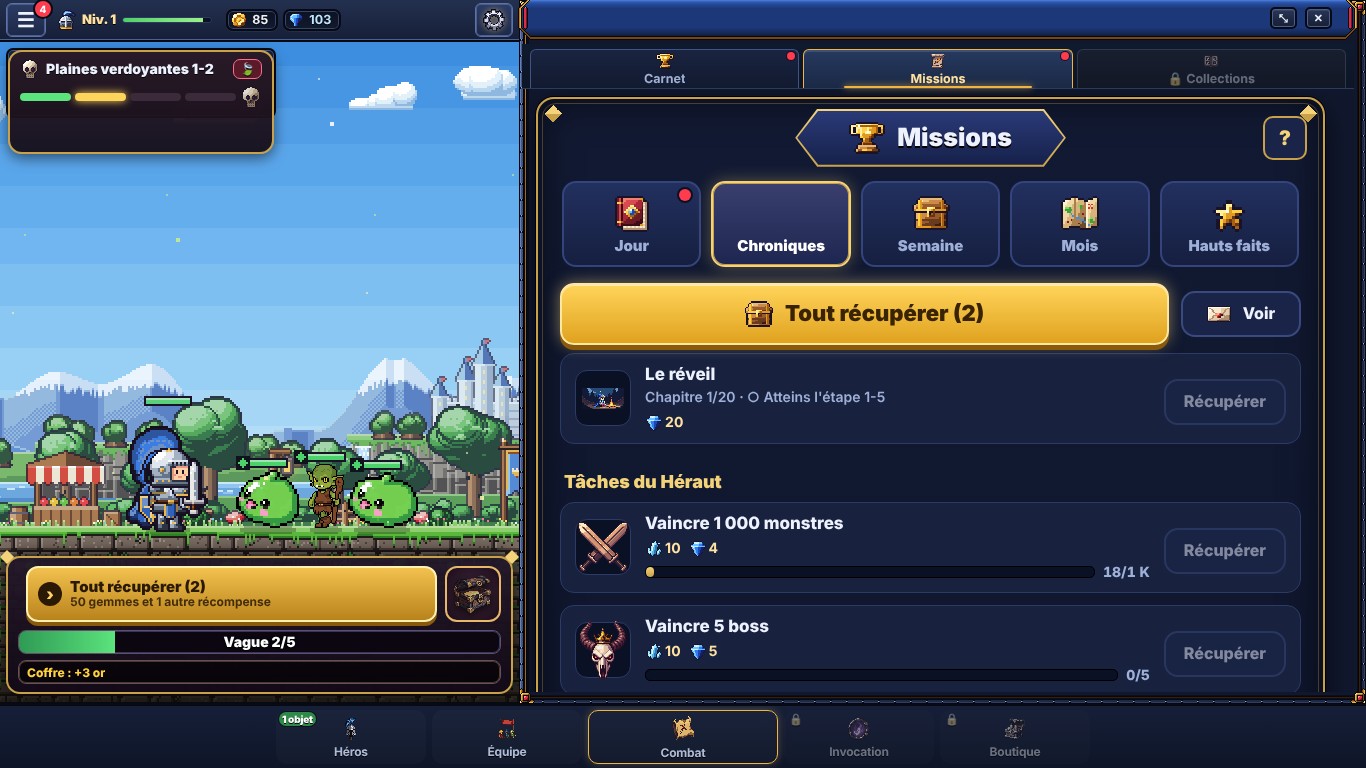 4
Niv. 1
85
103
Plaines verdoyantes 1-2
Tout récupérer (2)
50 gemmes et 1 autre récompense
Vague 2/5
Coffre : +3 or
Carnet
Missions
Collections
Missions
?
Jour
Chroniques
Semaine
Mois
Hauts faits
Tout récupérer (2)
Voir
Le réveil
Chapitre 1/20 · O Atteins l'étape 1-5
20
Récupérer
Tâches du Héraut
Vaincre 1 000 monstres
10 4
18/1 K
Récupérer
Vaincre 5 boss
10 5
0/5
Récupérer
1 objet
Héros
Équipe
Combat
Invocation
Boutique